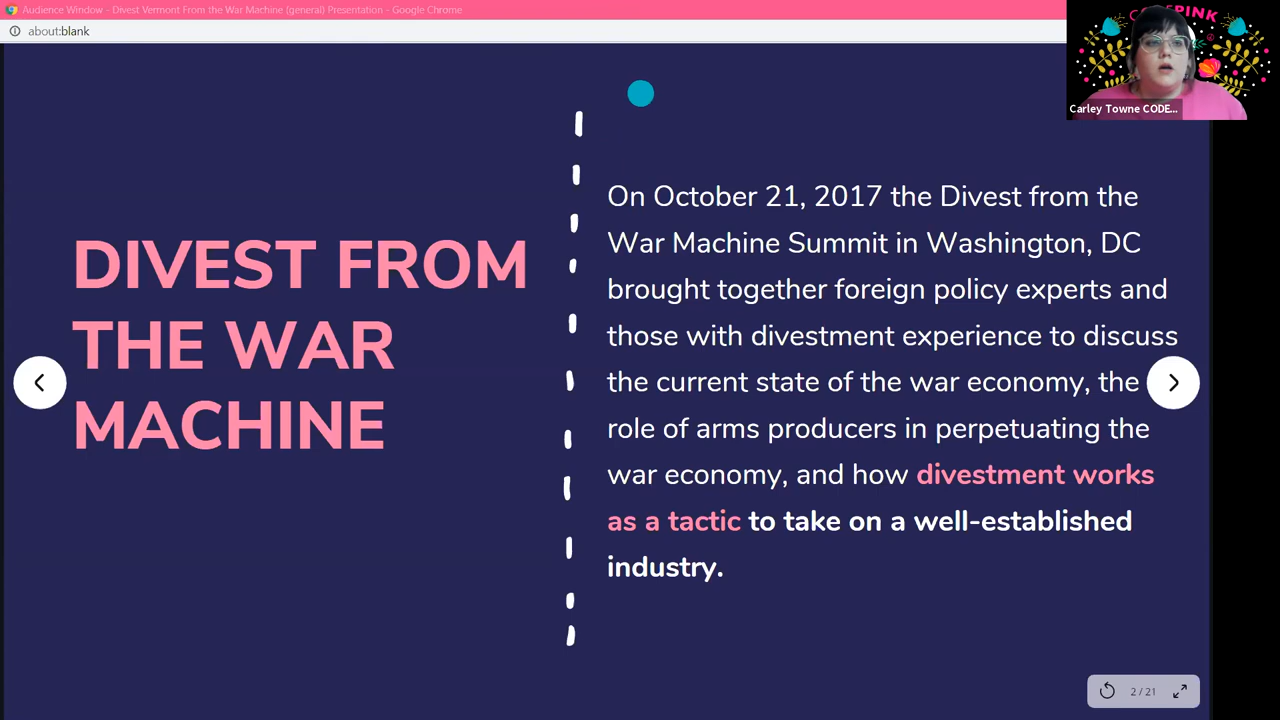 Audience Window - Divest Vermont From the War Machine (general) Presentation - Google Chrome
about:blank
PINK
Carley Towne CODE...
DIVEST FROM
THE WAR
MACHINE
On October 21, 2017 the Divest from the
War Machine Summit in Washington, DC
brought together foreign policy experts and
those with divestment experience to discuss
the current state of the war economy, the
role of arms producers in perpetuating the
war economy, and how divestment works
as a tactic to take on a well-established
industry.
2 / 21